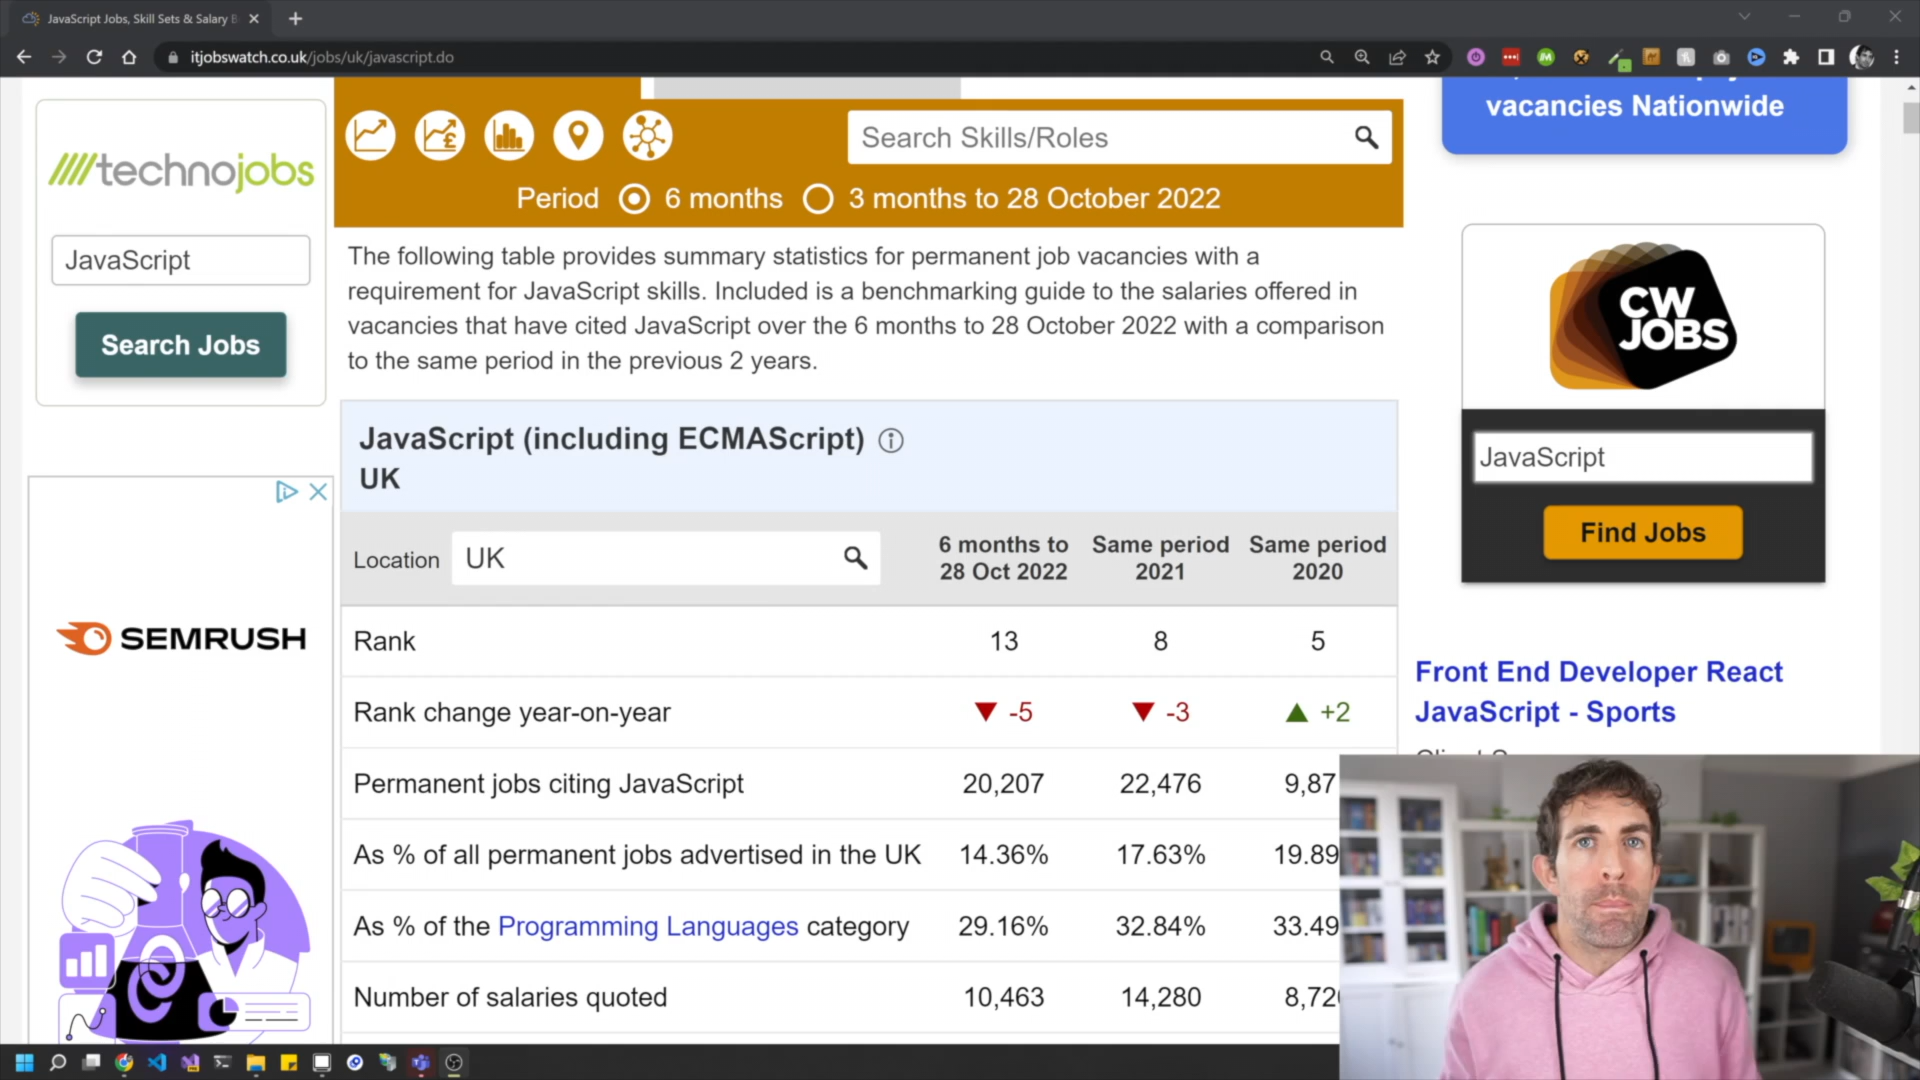 JavaScript Jobs, Skill Sets & Salary B
itjobswatch.co.uk/jobs/uk/javascript.do
technojobs
JavaScript
Search Jobs
SEMRUSH
Search Skills/Roles
Period 6 months 3 months to 28 October 2022
The following table provides summary statistics for permanent job vacancies with a
requirement for JavaScript skills. Included is a benchmarking guide to the salaries offered in
vacancies that have cited JavaScript over the 6 months to 28 October 2022 with a comparison
to the same period in the previous 2 years.
JavaScript (including ECMAScript)
UK
Location UK
6 months to 28 Oct 2022 Same period 2021 Same period 2020
Rank 13 8 5
Rank change year-on-year ▼ -5 ▼ -3 ▲ +2
Permanent jobs citing JavaScript 20,207 22,476 9,87
As % of all permanent jobs advertised in the UK 14.36% 17.63% 19.89
As % of the Programming Languages category 29.16% 32.84% 33.49
Number of salaries quoted 10,463 14,280 8,72
vacancies Nationwide
CW
JOBS
JavaScript
Find Jobs
Front End Developer React
JavaScript - Sports